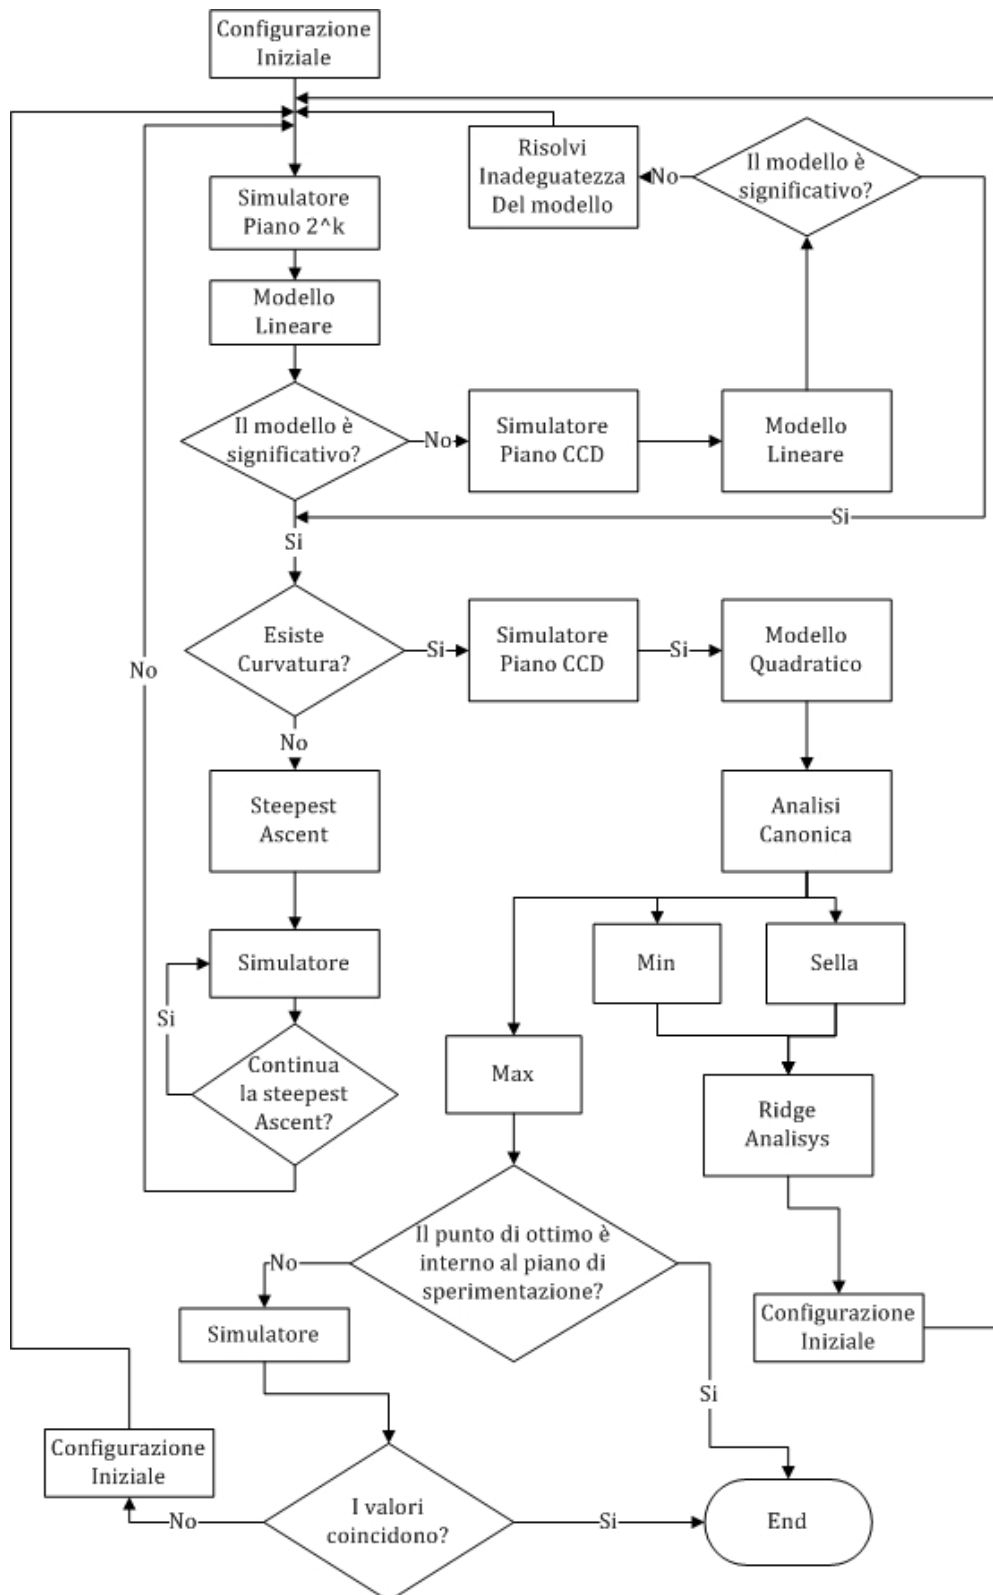 Configurazione
Iniziale
Risolvi
Inadeguatezza
Del modello
No
Il modello è
significativo?
Simulatore
Piano 2^k
Modello
Lineare
Il modello è
significativo?
No
Simulatore
Piano CCD
Modello
Lineare
Si
Si
Esiste
Curvatura?
Si
Simulatore
Piano CCD
Si
Modello
Quadratico
No
No
Steepest
Ascent
Analisi
Canonica
Simulatore
Min
Sella
Si
Continua
la steepest
Ascent?
Max
Ridge
Analisys
Il punto di ottimo è
interno al piano di
sperimentazione?
No
Simulatore
Configurazione
Iniziale
Si
Configurazione
Iniziale
I valori
coincidono?
No
Si
End